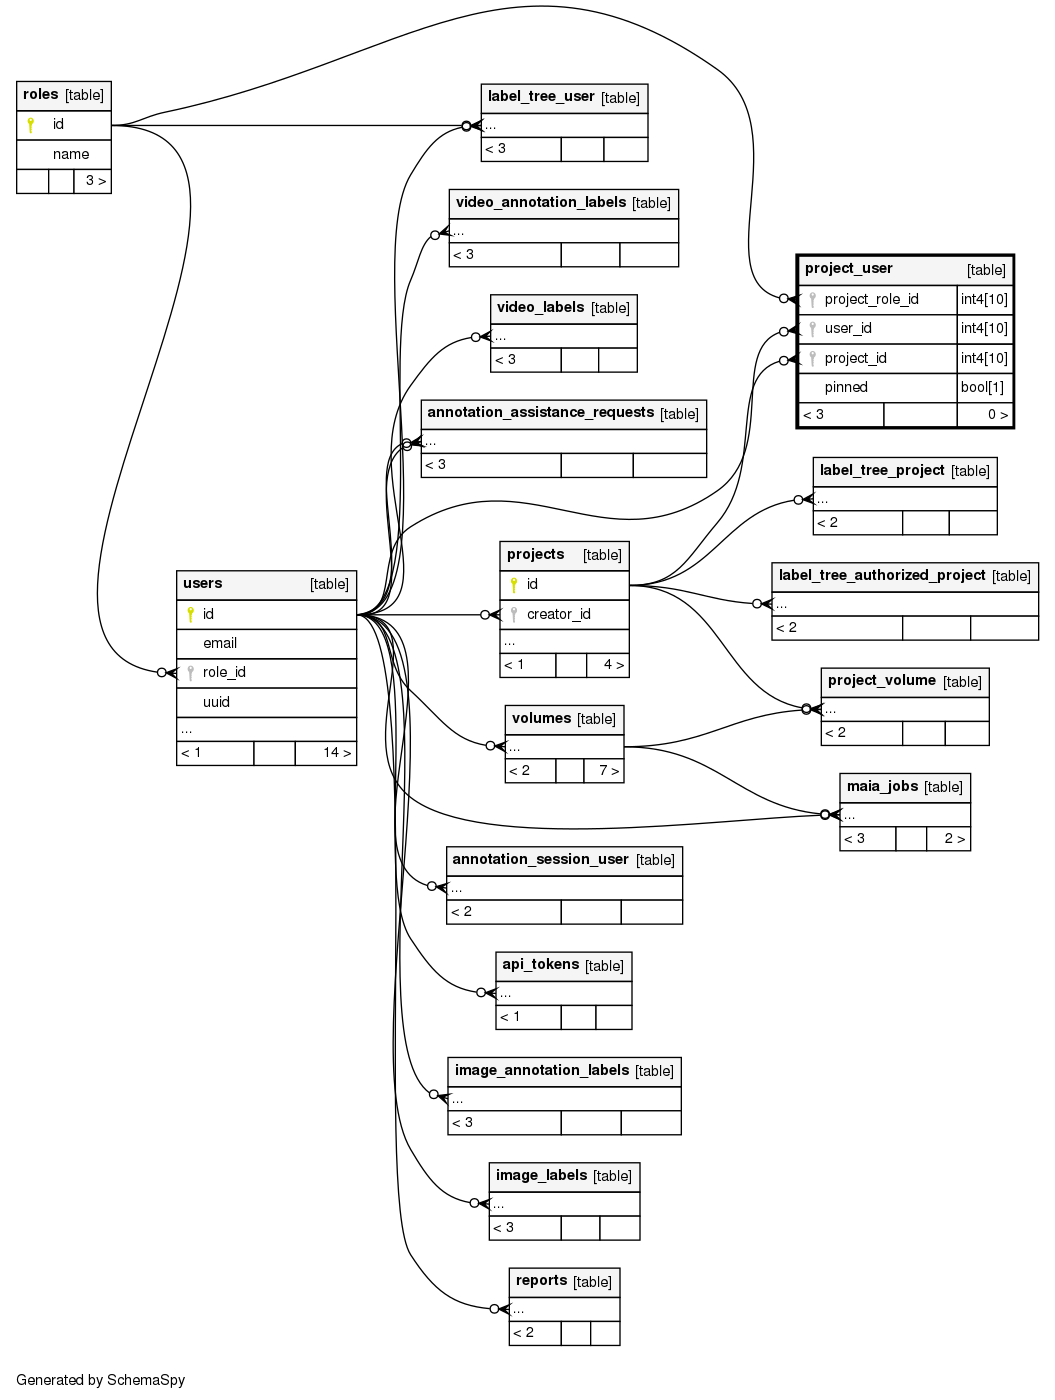 roles [table]
id
name
3 >
label_tree_user [table]
...
< 3
video_annotation_labels [table]
...
< 3
video_labels [table]
...
< 3
annotation_assistance_requests [table]
...
< 3
project_user [table]
project_role_id int4[10]
user_id int4[10]
project_id int4[10]
pinned bool[1]
< 3 0 >
label_tree_project [table]
...
< 2
users [table]
id
email
role_id
uuid
...
< 1 14 >
projects [table]
id
creator_id
...
< 1 4 >
label_tree_authorized_project [table]
...
< 2
project_volume [table]
...
< 2
volumes [table]
...
< 2 7 >
maia_jobs [table]
...
< 3 2 >
annotation_session_user [table]
...
< 2
api_tokens [table]
...
< 1
image_annotation_labels [table]
...
< 3
image_labels [table]
...
< 3
reports [table]
...
< 2
Generated by SchemaSpy